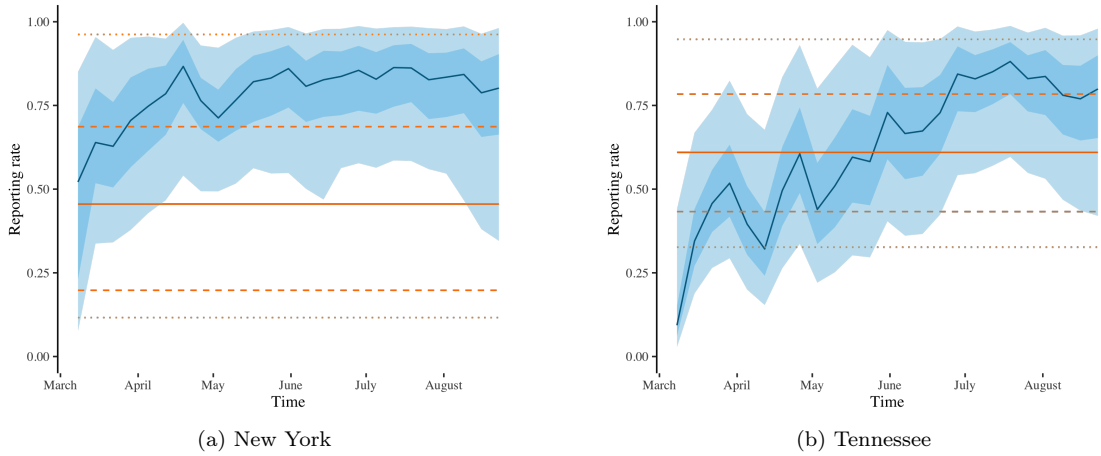 1.00
0.75
0.50
0.25
0.00
Reporting rate
March April May June July August
Time
(a) New York
1.00
0.75
0.50
0.25
0.00
Reporting rate
March April May June July August
Time
(b) Tennessee